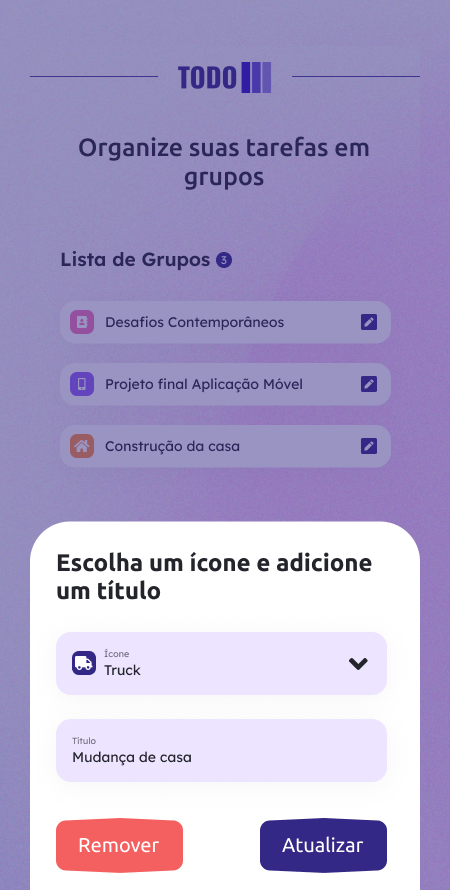 TODO
Organize suas tarefas em
grupos
Lista de Grupos 3
Desafios Contemporâneos
Projeto final Aplicação Móvel
Construção da casa
Escolha um ícone e adicione
um título
Ícone
Truck
Título
Mudança de casa
Remover Atualizar